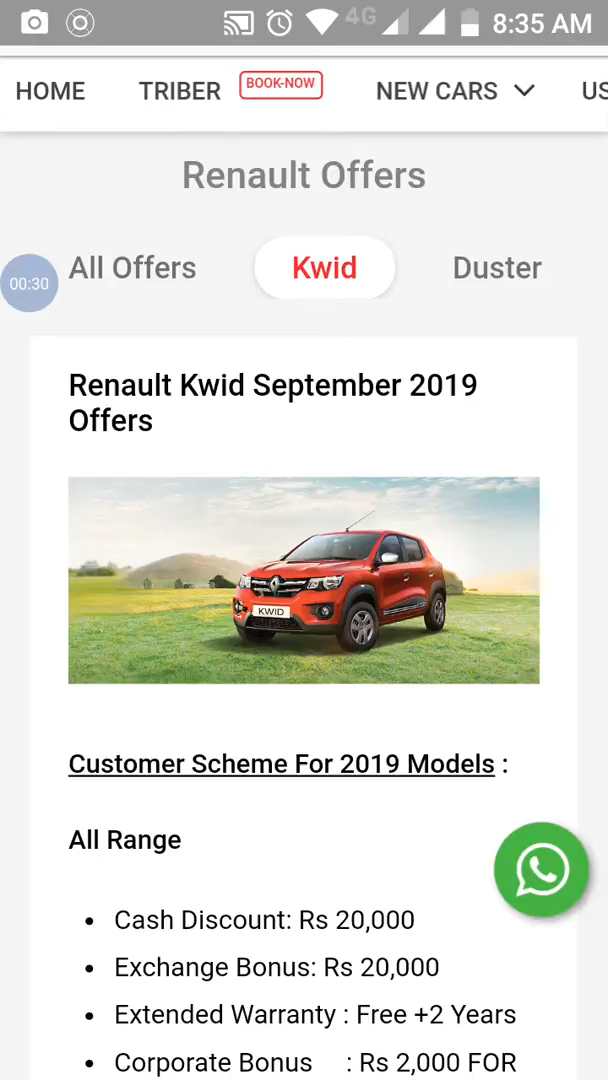 4G 8:35 AM
HOME TRIBER BOOK-NOW NEW CARS US
Renault Offers
All Offers Kwid Duster
00:30
Renault Kwid September 2019
Offers
KWID
Customer Scheme For 2019 Models :
All Range
• Cash Discount: Rs 20,000
• Exchange Bonus: Rs 20,000
• Extended Warranty : Free +2 Years
• Corporate Bonus : Rs 2,000 FOR